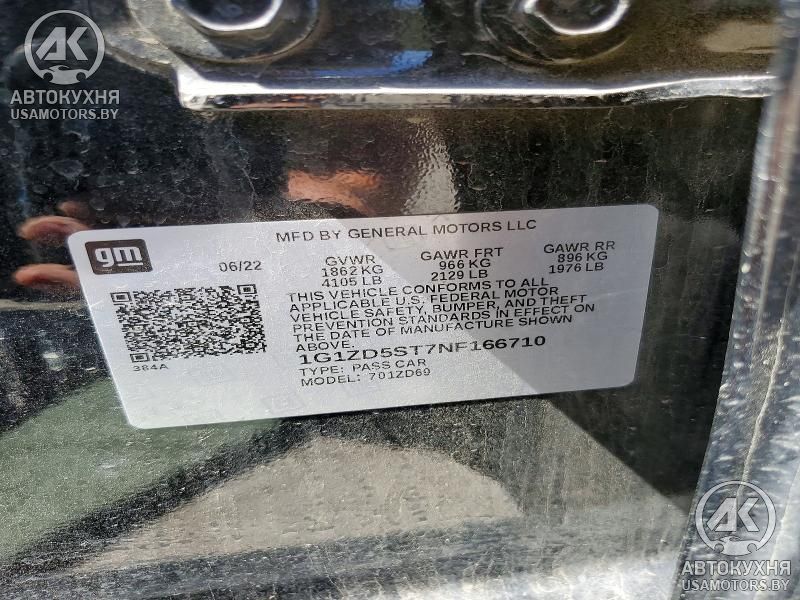 AK
АВТОКУХНЯ
USAMOTORS.BY
MFD BY GENERAL MOTORS LLC
gm
06/22
GVWR GAWR FRT GAWR RR
1862 KG 966 KG 896 KG
4105 LB 2129 LB 1976 LB
THIS VEHICLE CONFORMS TO ALL
APPLICABLE U.S. FEDERAL MOTOR
VEHICLE SAFETY, BUMPER, AND THEFT
PREVENTION STANDARDS IN EFFECT ON
THE DATE OF MANUFACTURE SHOWN
ABOVE.
384A
1G1ZD5ST7NF166710
TYPE: PASS CAR
MODEL: 701ZD69
AK
АВТОКУХНЯ
USAMOTORS.BY